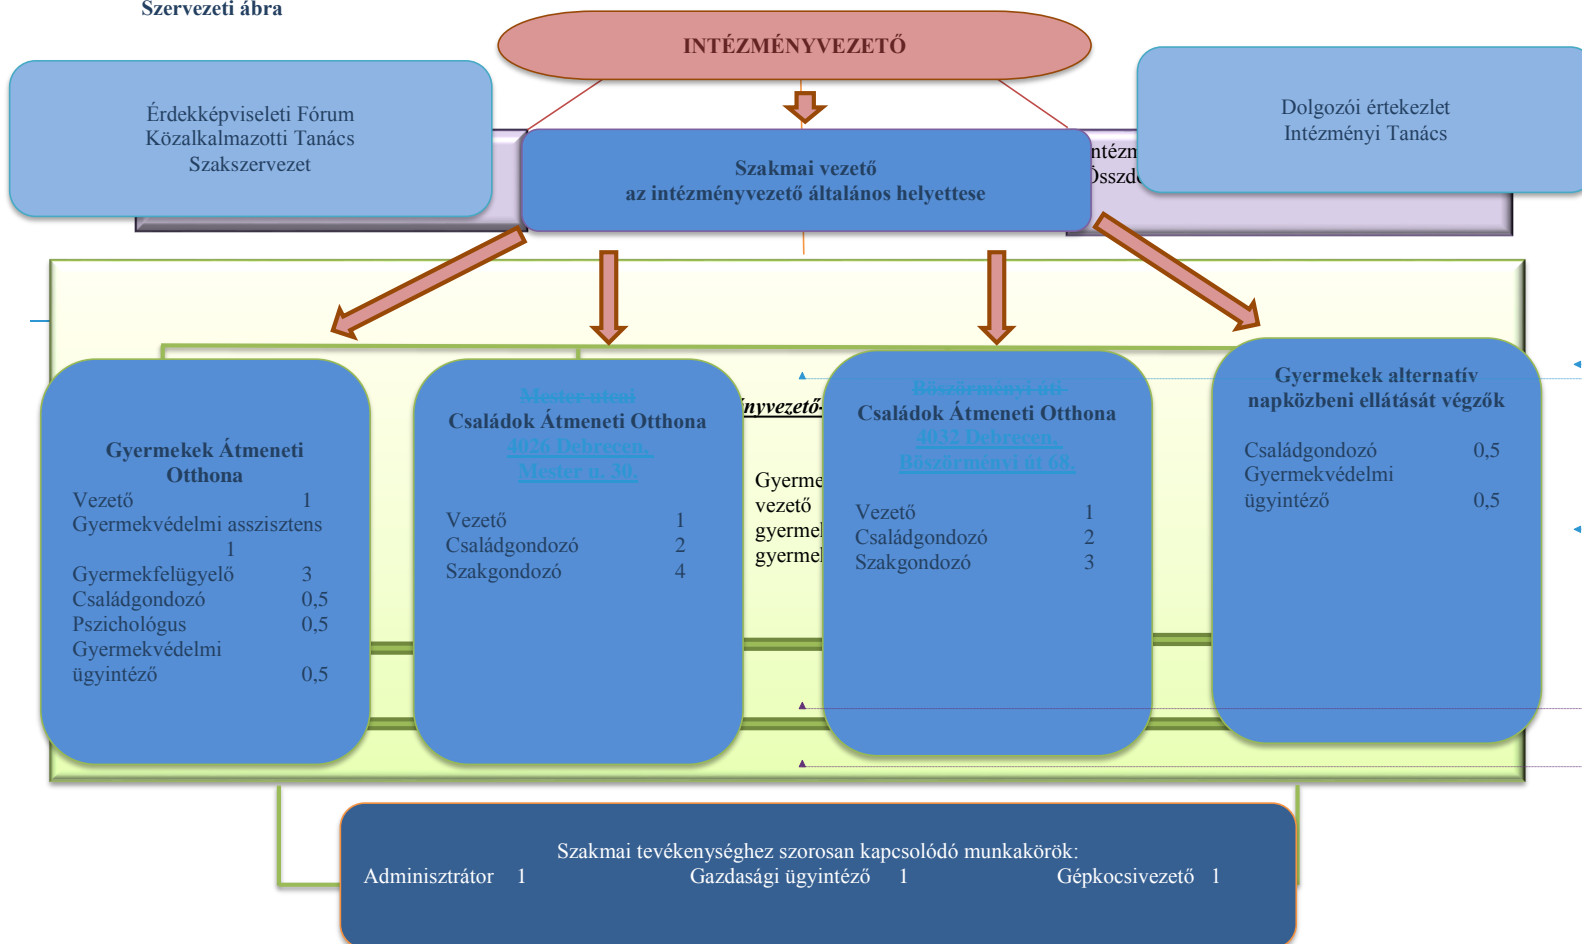 Szervezeti ábra
INTÉZMÉNYVEZETŐ
Érdekképviseleti Fórum
Közalkalmazotti Tanács
Szakszervezet
Dolgozói értekezlet
Intézményi Tanács
Szakmai vezető
az intézményvezető általános helyettese
Gyermekek Átmeneti
Otthona
Vezető 1
Gyermekvédelmi asszisztens
1
Gyermekfelügyelő 3
Családgondozó 0,5
Pszichológus 0,5
Gyermekvédelmi
ügyintéző 0,5
Mester utcai
Családok Átmeneti Otthona
4026 Debrecen,
Mester u. 30.
Vezető 1
Családgondozó 2
Szakgondozó 4
vezető
Böszörményi úti
Családok Átmeneti Otthona
4032 Debrecen,
Böszörményi út 68.
Vezető 1
Családgondozó 2
Szakgondozó 3
Gyermekek alternatív
napközbeni ellátását végzők
Családgondozó 0,5
Gyermekvédelmi
ügyintéző 0,5
Szakmai tevékenységhez szorosan kapcsolódó munkakörök:
Adminisztrátor 1 Gazdasági ügyintéző 1 Gépkocsivezető 1